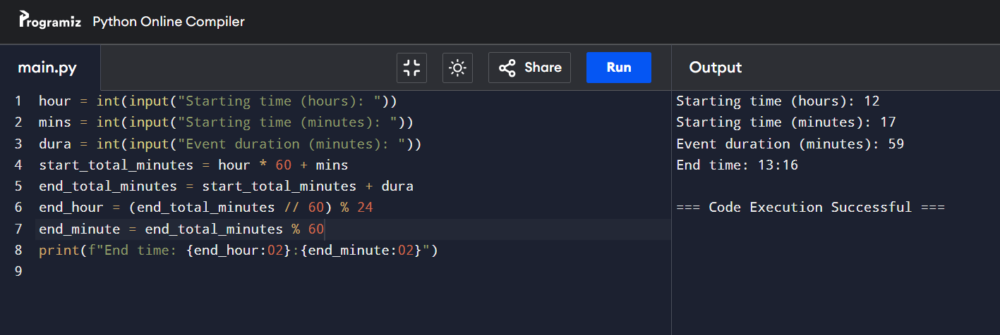 Programiz Python Online Compiler
main.py
Share
Run
Output
1 hour = int(input("Starting time (hours): "))
2 mins = int(input("Starting time (minutes): "))
3 dura = int(input("Event duration (minutes): "))
4 start_total_minutes = hour * 60 + mins
5 end_total_minutes = start_total_minutes + dura
6 end_hour = (end_total_minutes // 60) % 24
7 end_minute = end_total_minutes % 60
8 print(f"End time: {end_hour:02}:{end_minute:02}")
9
Starting time (hours): 12
Starting time (minutes): 17
Event duration (minutes): 59
End time: 13:16
=== Code Execution Successful ===